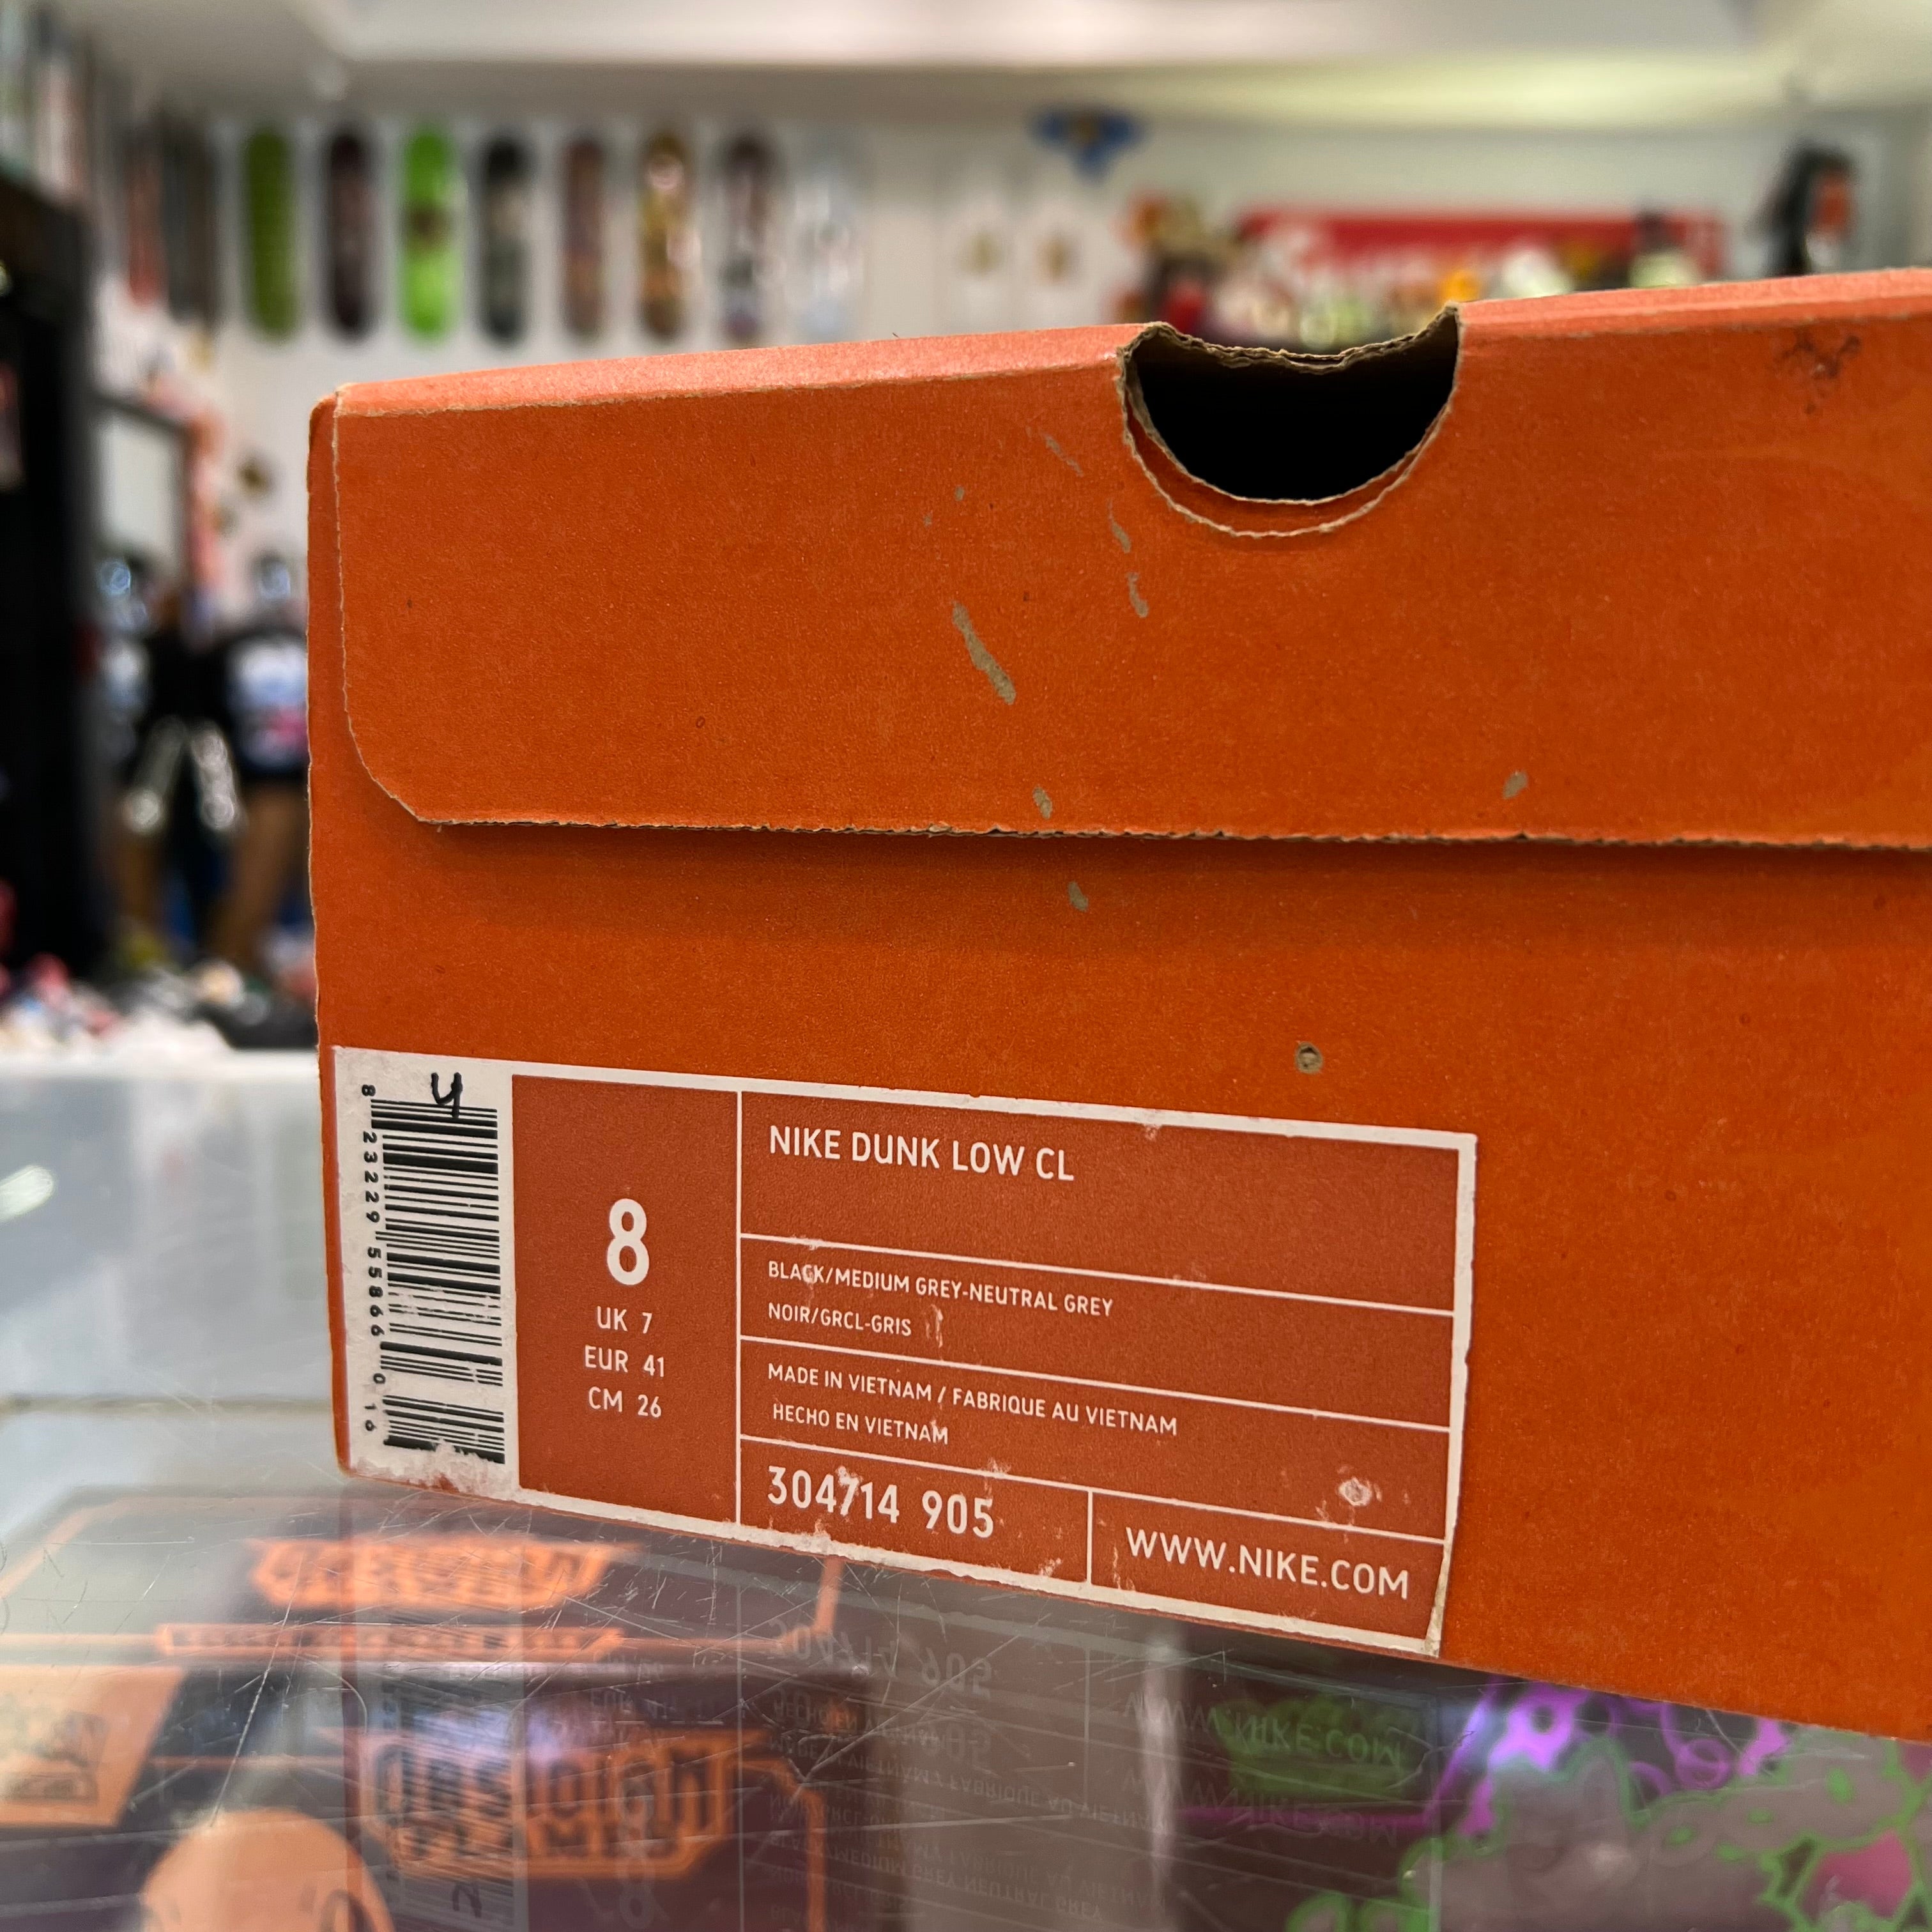 4
8 23229 55866 0 16
8
UK 7
EUR 41
CM 26
NIKE DUNK LOW CL
BLACK/MEDIUM GREY-NEUTRAL GREY
NOIR/GRCL-GRIS
MADE IN VIETNAM / FABRIQUE AU VIETNAM
HECHO EN VIETNAM
304714 905
WWW.NIKE.COM